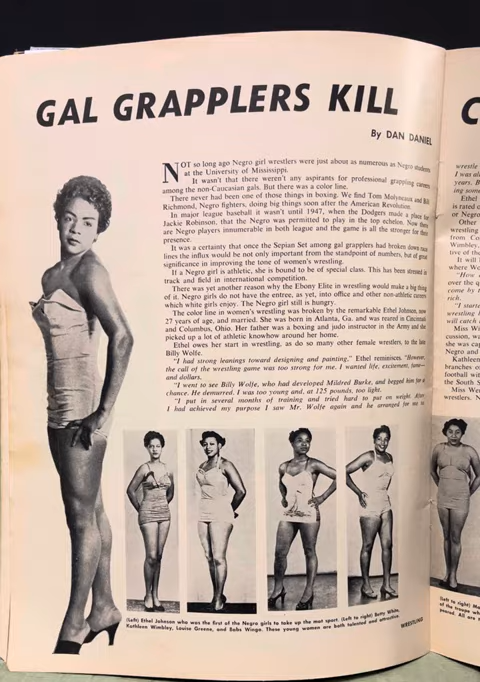 GAL GRAPPLERS KILL
By DAN DANIEL
NOT so long ago Negro girl wrestlers were just about as numerous as Negro students
at the University of Mississippi.
It wasn't that there weren't any aspirants for professional grappling careers
among the non-Caucasian gals. But there was a color line.
There never had been one of those things in boxing. We find Tom Molyneaux and Bill
Richmond, Negro fighters, doing big things soon after the American Revolution.
In major league baseball it wasn't until 1947, when the Dodgers made a place for
Jackie Robinson, that the Negro was permitted to play in the top echelon. Now there
are Negro players innumerable in both league and the game is all the stronger for this
presence.
It was a certainty that once the Sepian Set among gal grapplers had broken down race
lines the influx would be not only important from the standpoint of numbers, but of great
significance in improving the tone of women's wrestling.
If a Negro girl is athletic, she is bound to be of special class. This has been stressed in
track and field in international competition.
There was yet another reason why the Ebony Elite in wrestling would make a big thing
of it. Negro girls do not have the entree, as yet, into office and other non-athletic careers
which white girls enjoy. The Negro girl still is hungry.
The color line in women's wrestling was broken by the remarkable Ethel Johnson, now
27 years of age, and married. She was born in Atlanta, Ga. and was reared in Cincinnati
and Columbus, Ohio. Her father was a boxing and judo instructor in the Army and the
picked up a lot of athletic knowhow around her home.
Ethel owes her start in wrestling, as do so many other female wrestlers, to the late
Billy Wolfe.
"I had strong leanings toward designing and painting," Ethel reminisces. "However,
the call of the wrestling game was too strong for me. I wanted life, excitement, fame—
and dollars.
"I went to see Billy Wolfe, who had developed Mildred Burke, and begged him for a
chance. He demurred. I was too young and, at 125 pounds, too light.
"I put in several months of training and tried hard to put on weight. After
I had achieved my purpose I saw Mr. Wolfe again and he arranged for me to
(Left) Ethel Johnson who was the first of the Negro girls to take up the mat sport. (Left to right) Betty White,
Kathleen Wimbley, Louise Greene, and Babs Wingo. These young women are both talented and attractive.
WRESTLING
C
wrestle
I was al
years. B
ing some
Ethel
is rated o
or Negro
Other
wrestling
from Co
Wimbley,
tive of the
It will
where Wo
"How
over the
come by
rich.
"I starte
wrestling
will catch
Miss Wi
cussion, wa
she was cap
Negro and
Kathleen
branches of
football wit
the South S
Miss Wes
wrestlers. N
(Left to right) Ma
of the troupe wh
peared. All are